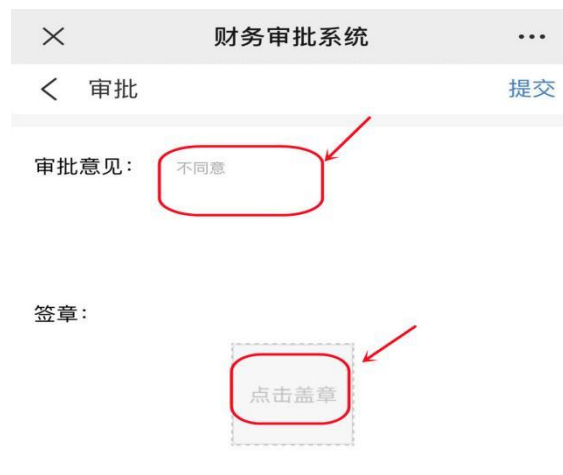 财务审批系统
审批
提交
审批意见：
不同意
签章：
点击盖章